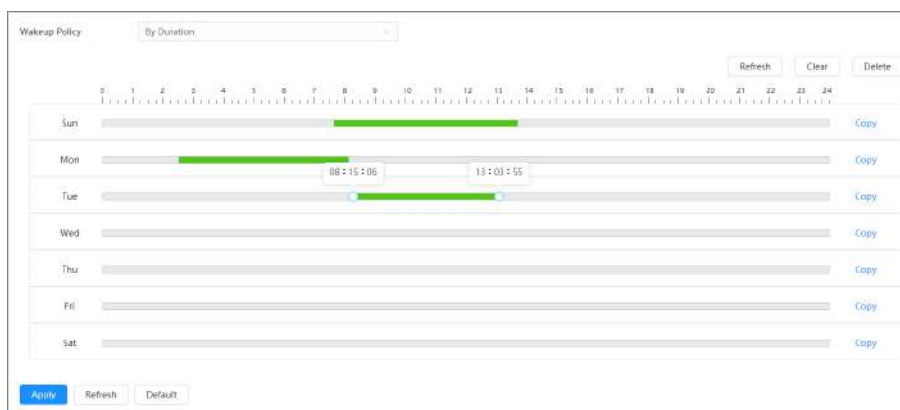 Wakeup Policy By Duration
Refresh Clear Delete
0 1 2 3 4 5 6 7 8 9 10 11 12 13 14 15 16 17 18 19 20 21 22 23 24
Sun Copy
Mon Copy
08:15:06 13:03:55
Tue Copy
Wed Copy
Thu Copy
Fri Copy
Sat Copy
Apply Refresh Default